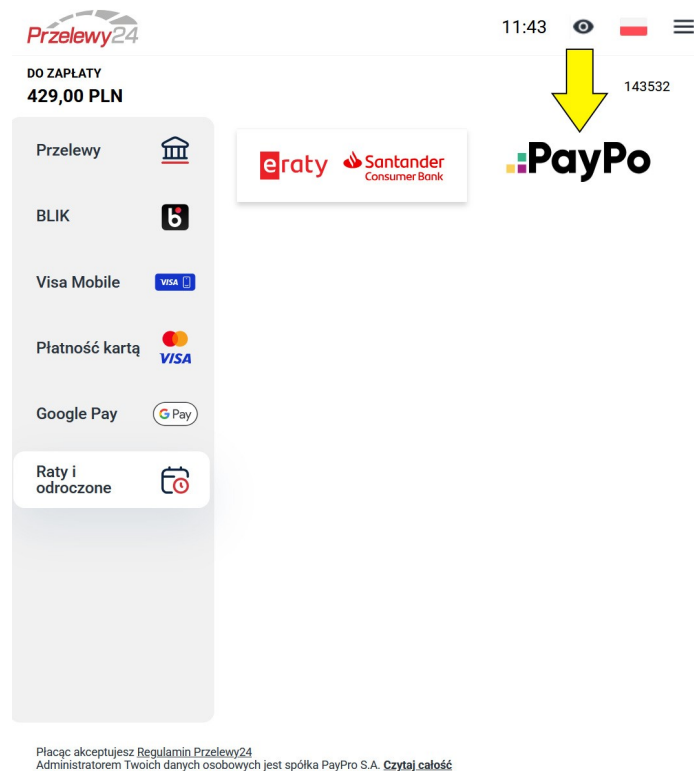 Przelewy24
11:43
DO ZAPŁATY
429,00 PLN
143532
Przelewy
eraty Santander
Consumer Bank
PayPo
BLIK
b
Visa Mobile
VISA
Płatność kartą
VISA
Google Pay
G Pay
Raty i
odroczone
Płacąc akceptujesz Regulamin Przelewy24
Administratorem Twoich danych osobowych jest spółka PayPro S.A. Czytaj całość